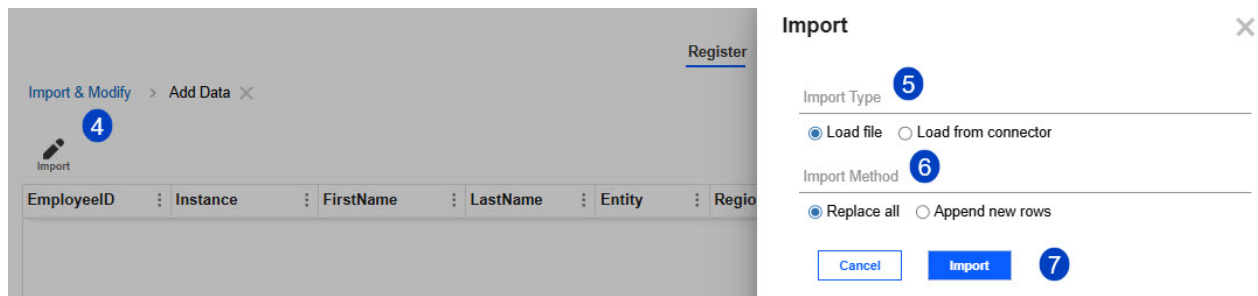 Register
Import & Modify > Add Data ×
4
Import
EmployeeID Instance FirstName LastName Entity Regio
Import ×
Import Type 5
Load file Load from connector
Import Method 6
Replace all Append new rows
Cancel Import 7